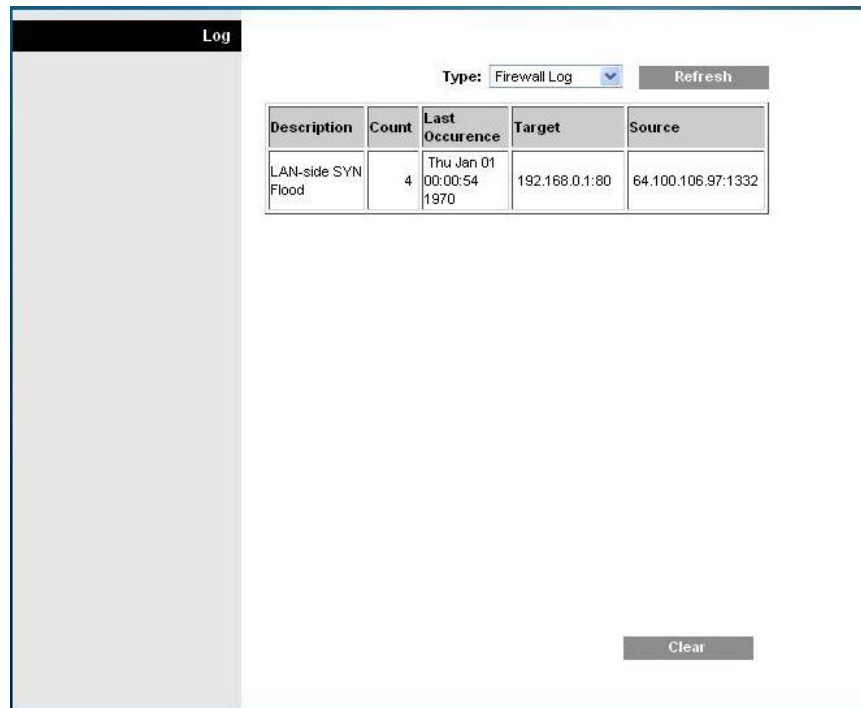 Log
Type: Firewall Log Refresh
Description Count Last Occurence Target Source
LAN-side SYN Flood 4 Thu Jan 01 00:00:54 1970 192.168.0.1:80 64.100.106.97:1332
Clear